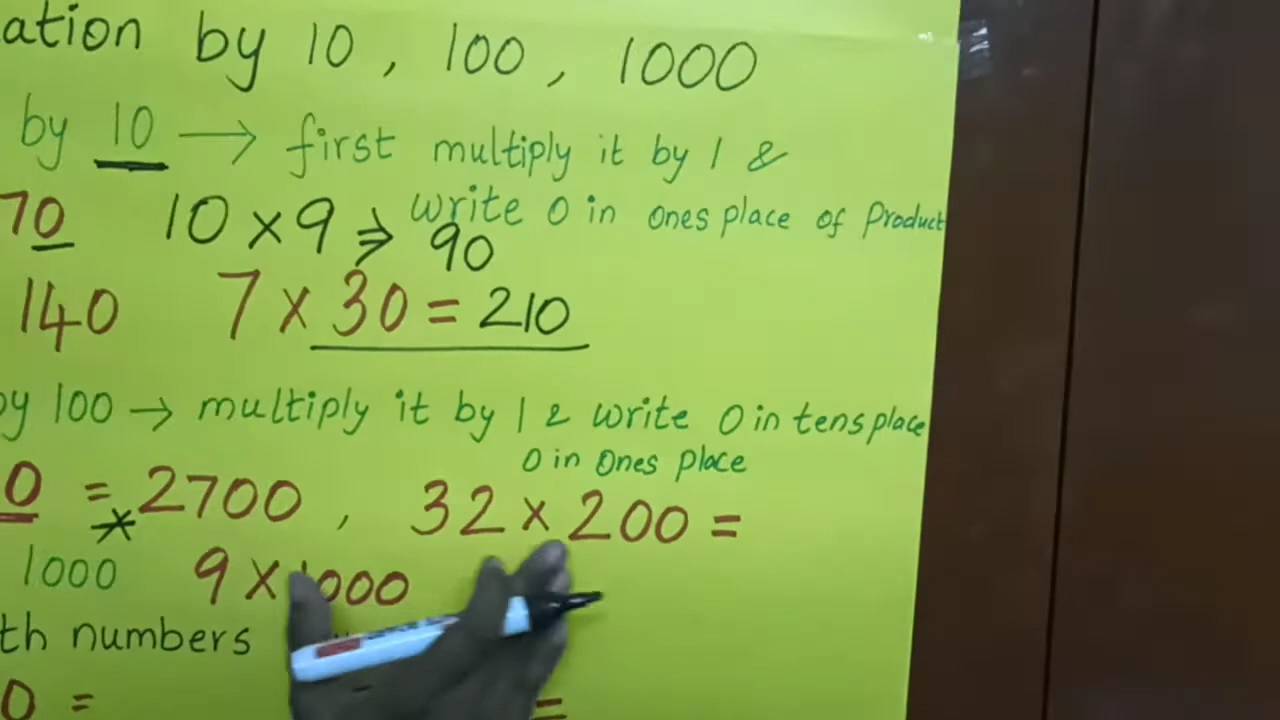 ation by 10, 100, 1000
by 10 → first multiply it by 1 &
write 0 in ones place of Product
70 10 × 9 ⇒ 90
140 7 × 30 = 210
by 100 → multiply it by 1 & write 0 in tens place
0 in Ones Place
0 = 2700 , 32 × 200 =
1000 9 × 1000
th numbers
0 = =